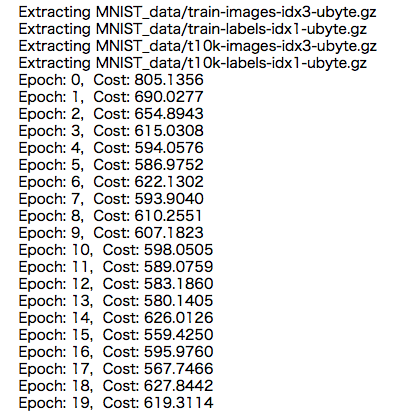 Extracting MNIST_data/train-images-idx3-ubyte.gz
Extracting MNIST_data/train-labels-idx1-ubyte.gz
Extracting MNIST_data/t10k-images-idx3-ubyte.gz
Extracting MNIST_data/t10k-labels-idx1-ubyte.gz
Epoch: 0,  Cost: 805.1356
Epoch: 1,  Cost: 690.0277
Epoch: 2,  Cost: 654.8943
Epoch: 3,  Cost: 615.0308
Epoch: 4,  Cost: 594.0576
Epoch: 5,  Cost: 586.9752
Epoch: 6,  Cost: 622.1302
Epoch: 7,  Cost: 593.9040
Epoch: 8,  Cost: 610.2551
Epoch: 9,  Cost: 607.1823
Epoch: 10,  Cost: 598.0505
Epoch: 11,  Cost: 589.0759
Epoch: 12,  Cost: 583.1860
Epoch: 13,  Cost: 580.1405
Epoch: 14,  Cost: 626.0126
Epoch: 15,  Cost: 559.4250
Epoch: 16,  Cost: 595.9760
Epoch: 17,  Cost: 567.7466
Epoch: 18,  Cost: 627.8442
Epoch: 19,  Cost: 619.3114